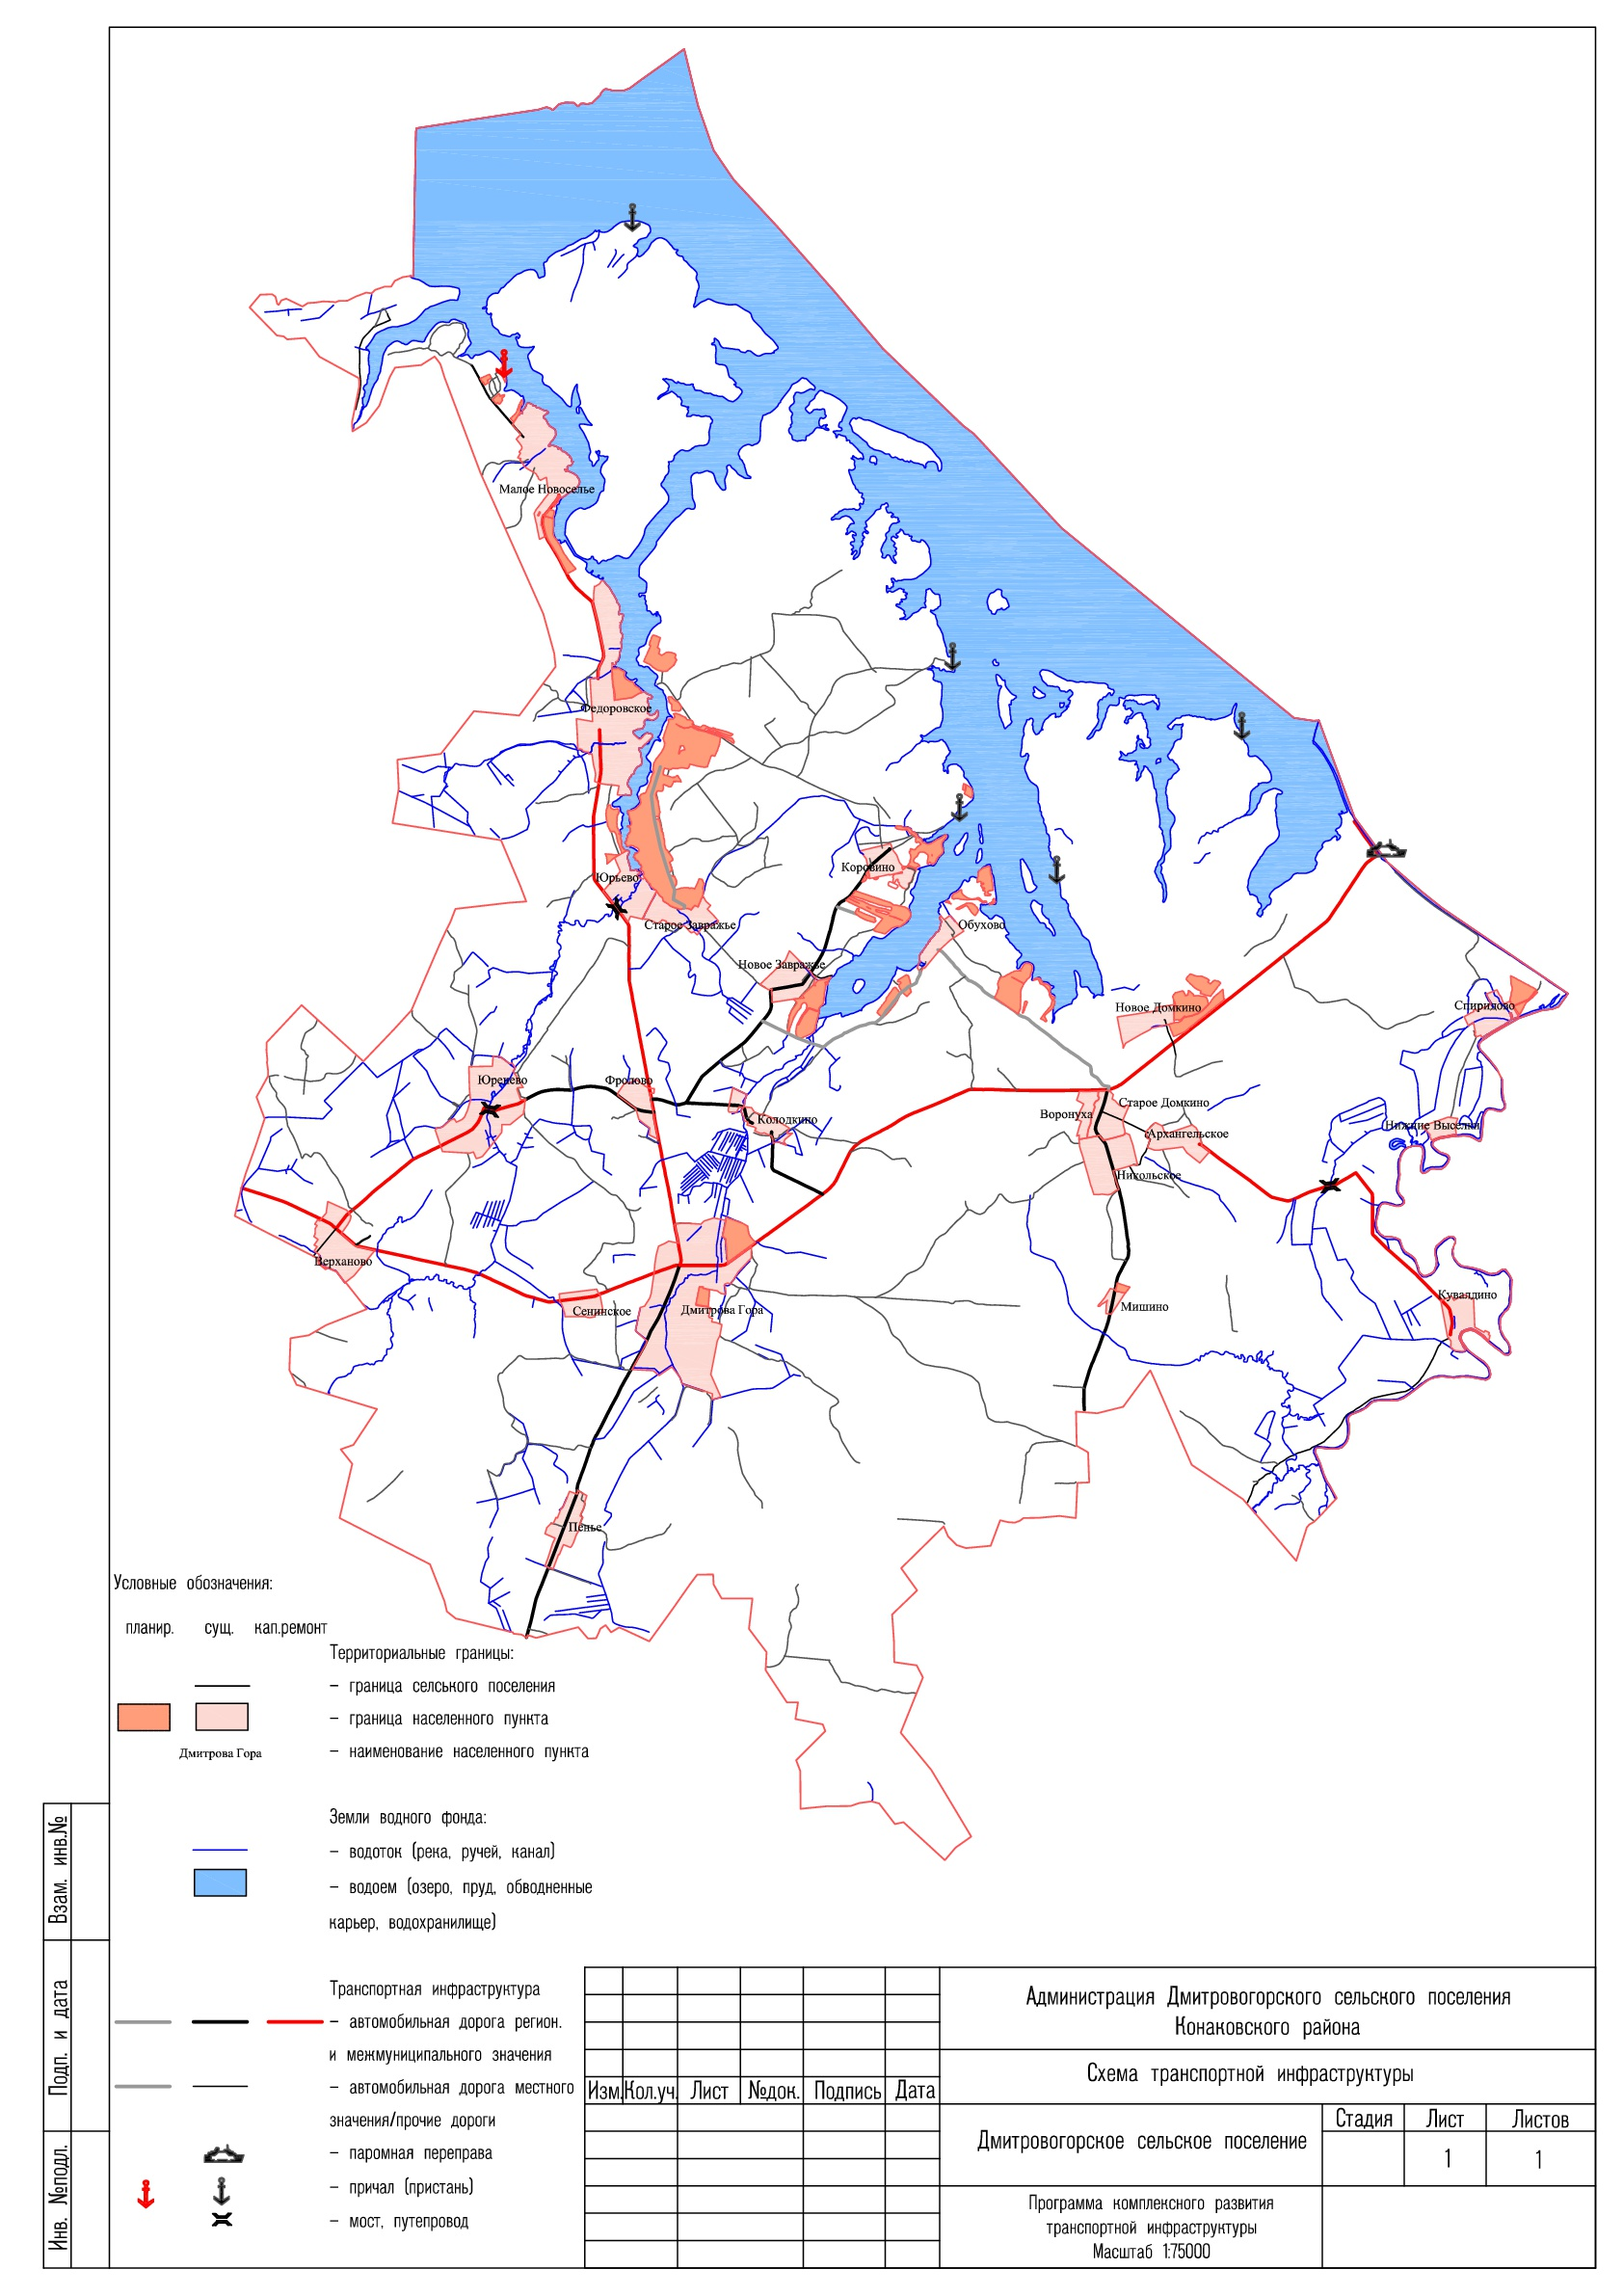 Малое Новоселье
Федоровское
Юрьево
Коровино
Старое Завражье
Обухово
Новое Завражье
Новое Домкино
Спиридово
Юренево
Фролово
Колодкино
Воронуха
Старое Домкино
Архангельское
Нижние Выселки
Никольское
Верханово
Сенинское
Дмитрова Гора
Мишино
Кувалдино
Пенье
Условные обозначения:
планир. сущ. кап.ремонт
Территориальные границы:
– граница селського поселения
– граница населенного пункта
Дмитрова Гора – наименование населенного пункта
Земли водного фонда:
– водоток (река, ручей, канал)
– водоем (озеро, пруд, обводненные
карьер, водохранилище)
Транспортная инфраструктура
– автомобильная дорога регион.
и межмуниципального значения
– автомобильная дорога местного
значения/прочие дороги
– паромная переправа
– причал (пристань)
– мост, путепровод
Взам. инв.№
Подп. и дата
Инв. №подл.
Изм. Кол.уч. Лист №док. Подпись Дата
Администрация Дмитровогорского сельского поселения
Конаковского района
Схема транспортной инфраструктуры
Дмитровогорское сельское поселение
Стадия Лист Листов
1 1
Программа комплексного развития
транспортной инфраструктуры
Масштаб 1:75000